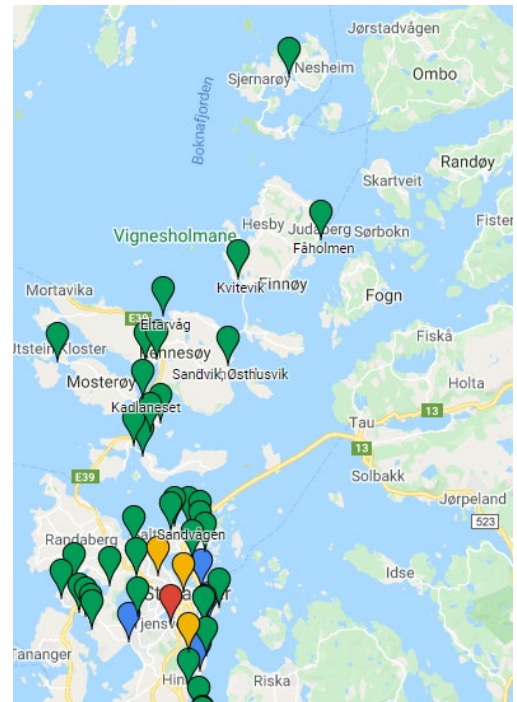 Jørstadvågen
Nesheim
Sjernarøy
Ombo
Boknafjorden
Randøy
Skartveit
Hesby
Judaberg
Sørbokn
Fister
Vignesholmane
Fåholmen
Kvitevik
Finnøy
Fogn
Mortavika
E39
Eltarvåg
Utstein Kloster
Rennesøy
Fiskå
Mosterøy
Sandvik, Østhusvik
Holta
Kadlaneset
13
Tau
13
E39
Solbakk
Jørpeland
523
Randaberg
Sandvågen
Idse
Tananger
Riska